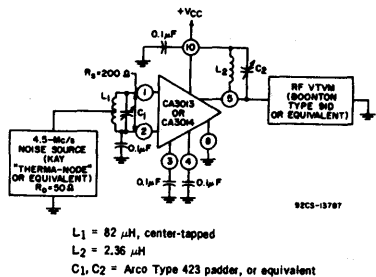 +VCC
0.1µF
10
L2
C2
RS=200 Ω
L1
C1
1
2
CA3013
OR
CA3014
5
8
3
4
0.1µF
0.1µF
0.1µF
RF VTVM
(BOONTON
TYPE 91D
OR EQUIVALENT)
4.5-Mc/s
NOISE SOURCE
(KAY
"THERMA-NODE"
OR EQUIVALENT)
Ro=50Ω
92CS-13787
L1 = 82 µH, center-tapped
L2 = 2.36 µH
C1, C2 = Arco Type 423 padder, or equivalent